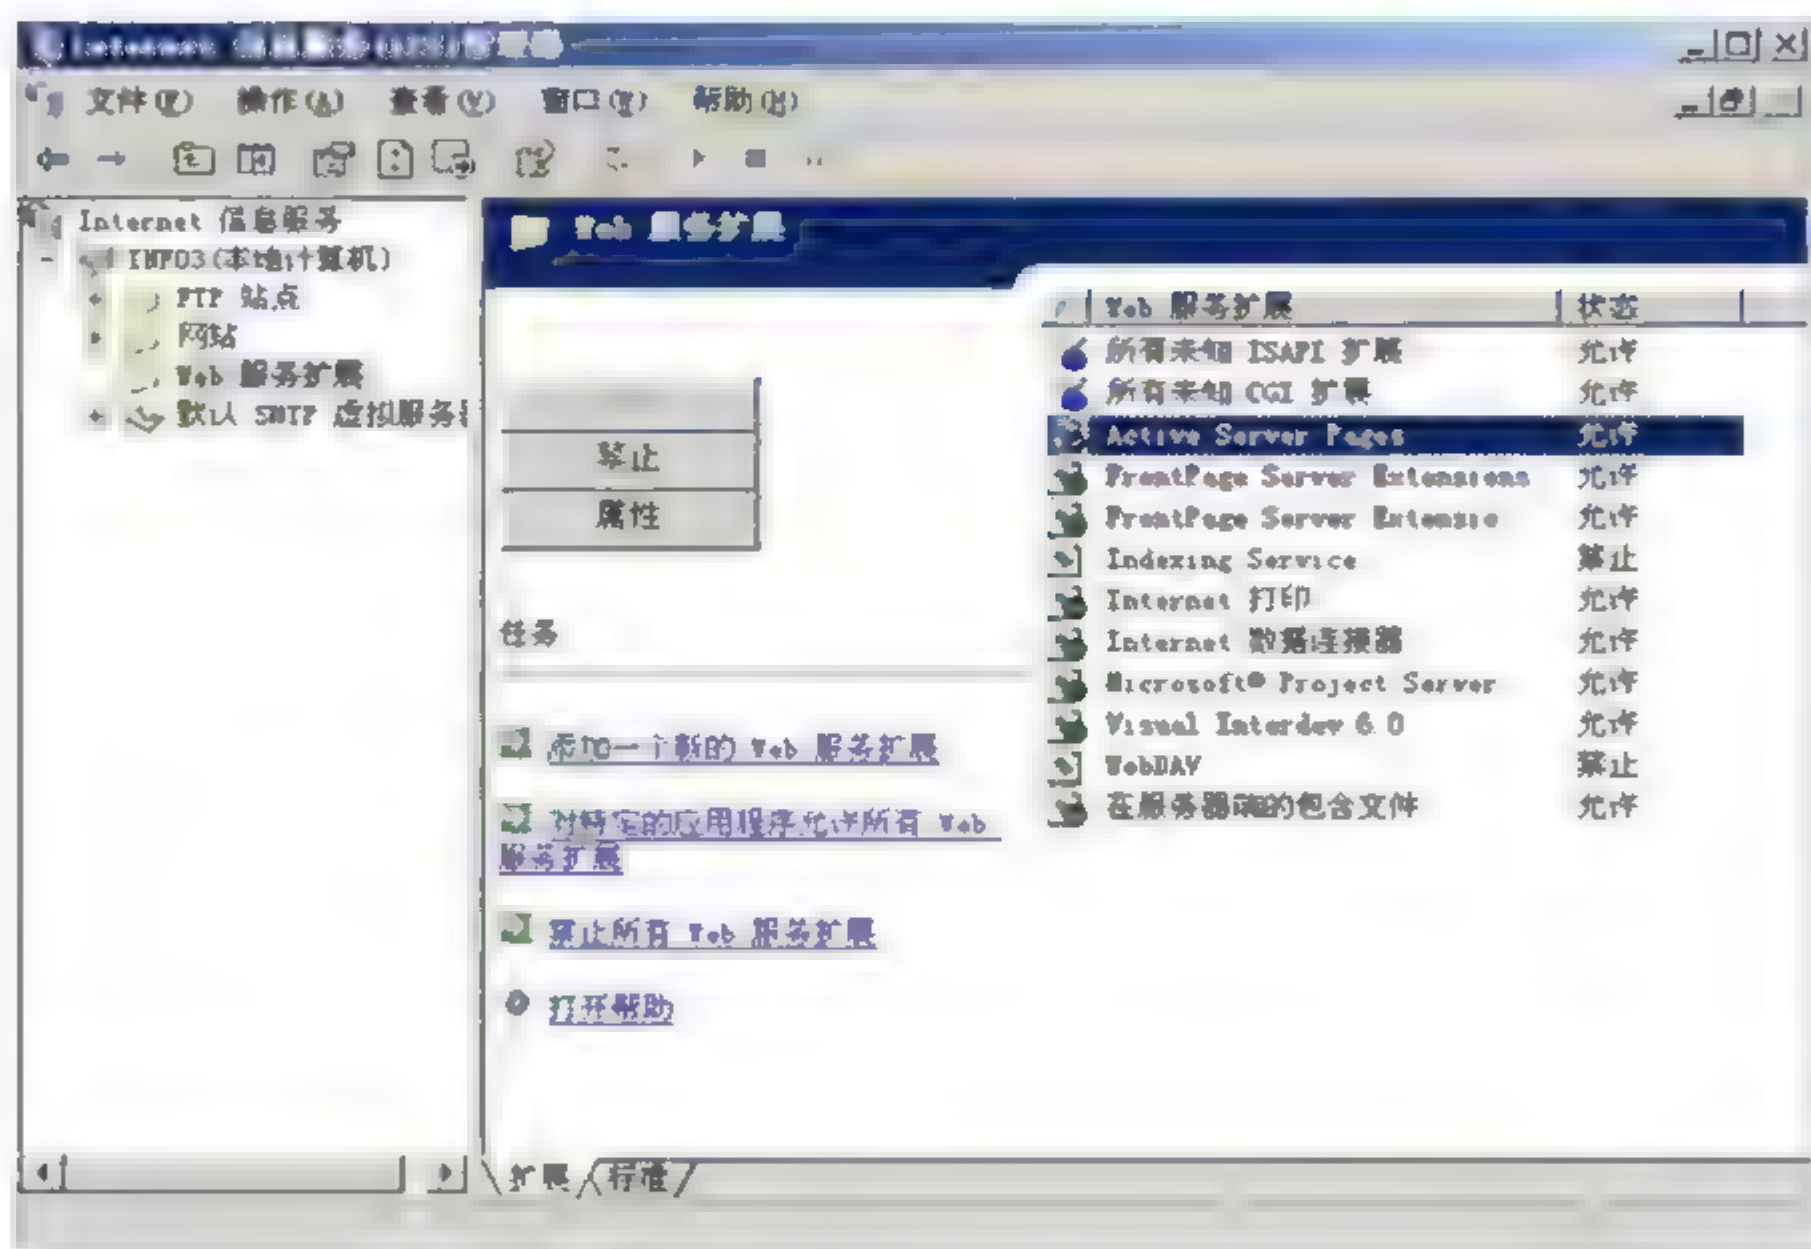 Internet
文件(F) 操作(A) 查看(V) 窗口(W) 帮助(H)
Internet 信息服务
INFO3(本地计算机)
FTP 站点
网站
Web 服务扩展
默认 SMTP 虚拟服务器
Web 服务扩展
禁止
属性
任务
添加一个新的 Web 服务扩展
对特定的应用程序允许所有 Web
服务扩展
禁止所有 Web 服务扩展
打开帮助
Web 服务扩展 状态
所有未知 ISAPI 扩展 允许
所有未知 CGI 扩展 允许
Active Server Pages 允许
FrontPage Server Extensions 允许
FrontPage Server Extensio 允许
Indexing Service 禁止
Internet 打印 允许
Internet 数据连接器 允许
Microsoft® Project Server 允许
Visual Interdev 6.0 允许
WebDAV 禁止
在服务器端的包含文件 允许
扩展 标准